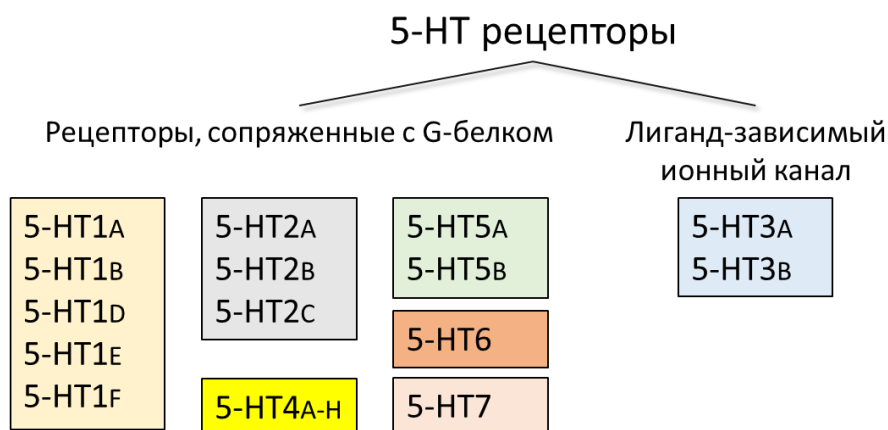 5-НТ рецепторы
Рецепторы, сопряженные с G-белком
Лиганд-зависимый
ионный канал
5-HT1A
5-HT1B
5-HT1D
5-HT1E
5-HT1F
5-HT2A
5-HT2B
5-HT2C
5-HT4A-H
5-HT5A
5-HT5B
5-HT6
5-HT7
5-HT3A
5-HT3B